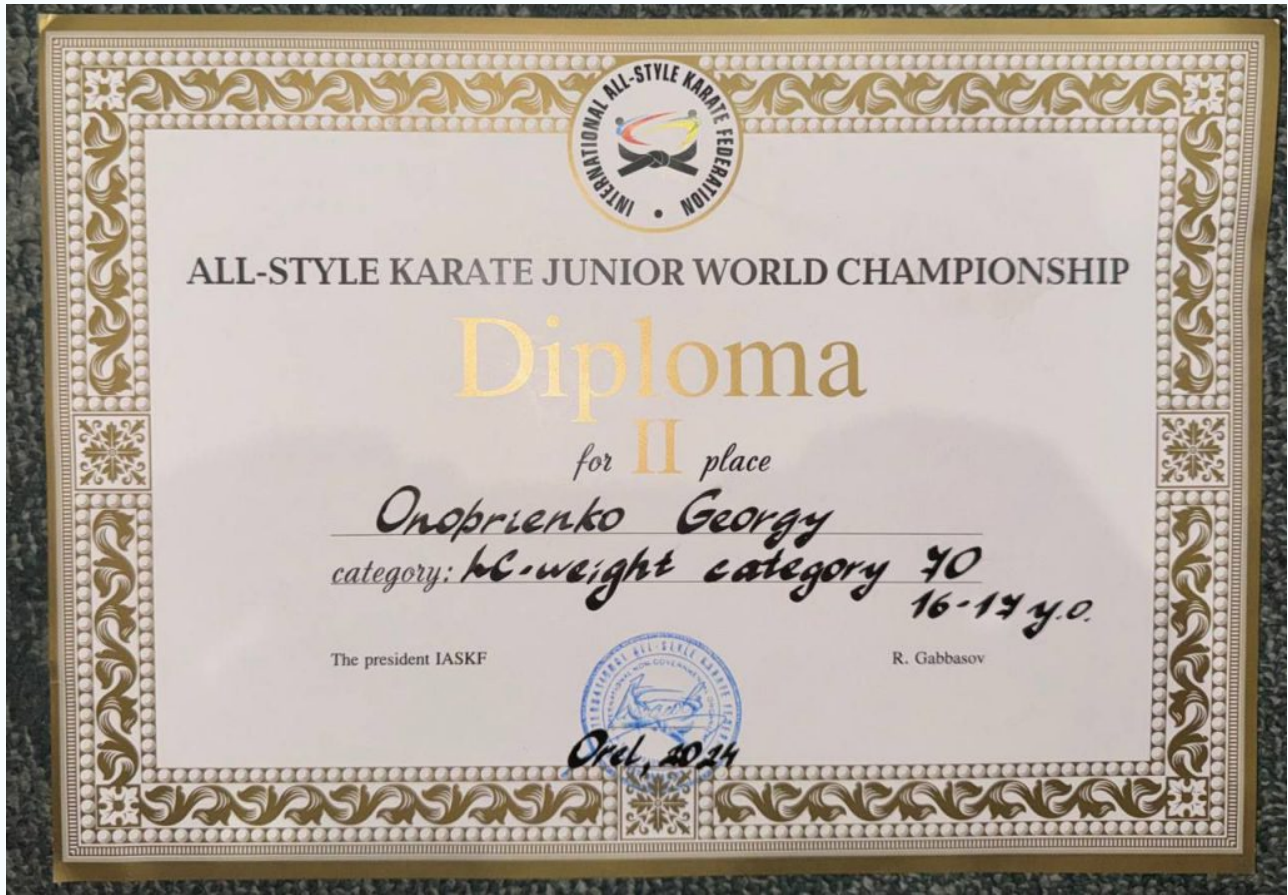 INTERNATIONAL ALL-STYLE KARATE FEDERATION
ALL-STYLE KARATE JUNIOR WORLD CHAMPIONSHIP
Diploma
for II place
Onoprienko Georgy
category: LC-weight category 70
16-17 y.o.
The president IASKF R. Gabbasov
Orel, 2024